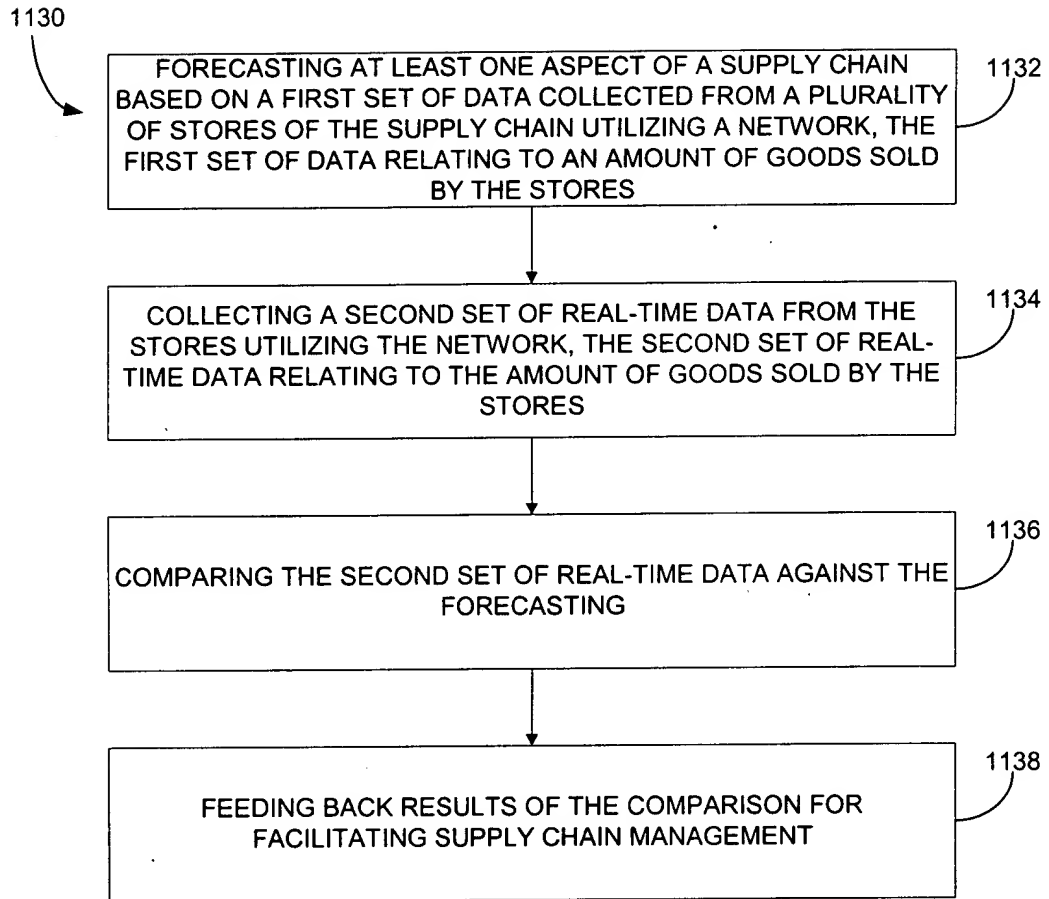 1130
FORECASTING AT LEAST ONE ASPECT OF A SUPPLY CHAIN
BASED ON A FIRST SET OF DATA COLLECTED FROM A PLURALITY
OF STORES OF THE SUPPLY CHAIN UTILIZING A NETWORK, THE
FIRST SET OF DATA RELATING TO AN AMOUNT OF GOODS SOLD
BY THE STORES
1132
COLLECTING A SECOND SET OF REAL-TIME DATA FROM THE
STORES UTILIZING THE NETWORK, THE SECOND SET OF REAL-
TIME DATA RELATING TO THE AMOUNT OF GOODS SOLD BY THE
STORES
1134
COMPARING THE SECOND SET OF REAL-TIME DATA AGAINST THE
FORECASTING
1136
FEEDING BACK RESULTS OF THE COMPARISON FOR
FACILITATING SUPPLY CHAIN MANAGEMENT
1138